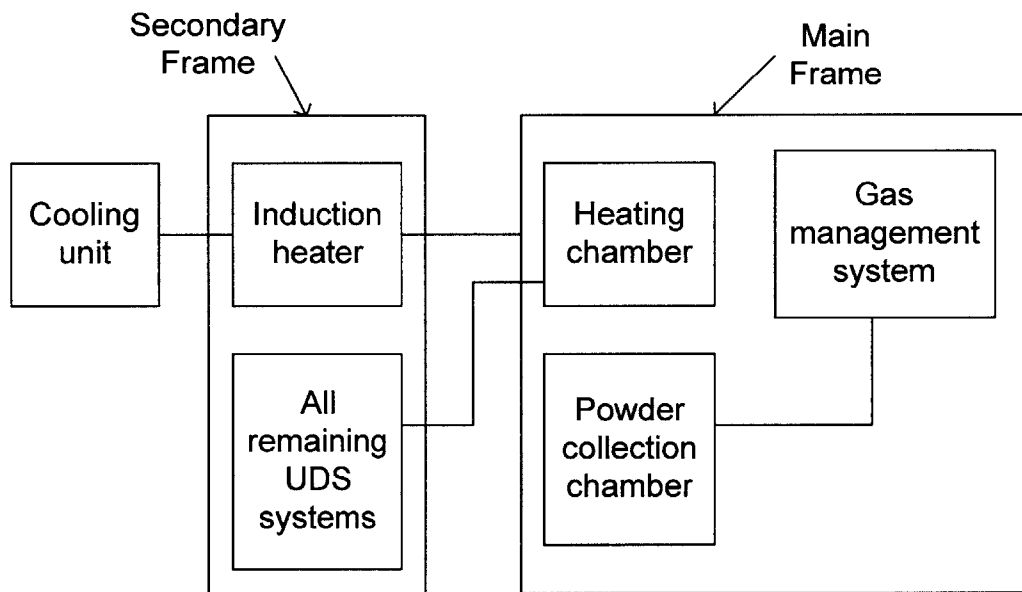 Secondary
Frame
Main
Frame
Cooling
unit
Induction
heater
Heating
chamber
Gas
management
system
All
remaining
UDS
systems
Powder
collection
chamber